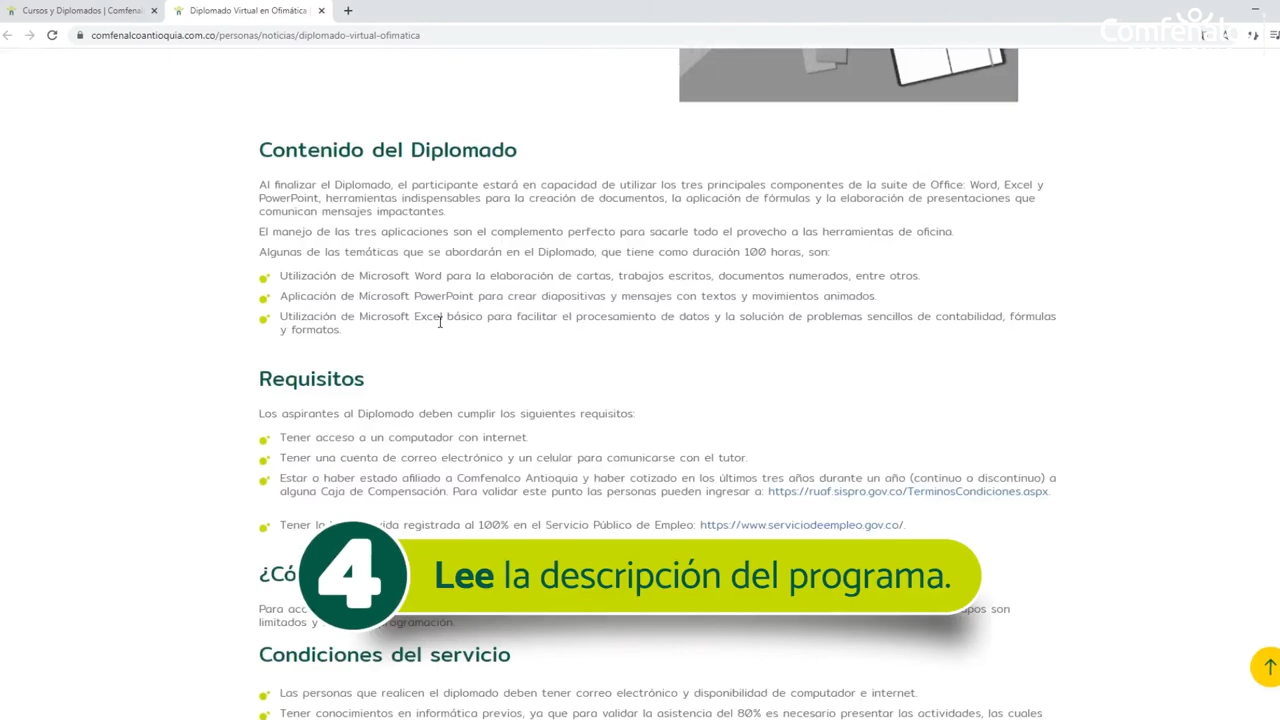 Cursos y Diplomados | Comfenal
Diplomado Virtual en Ofimática
comfenalcoantioquia.com.co/personas/noticias/diplomado-virtual-ofimatica
Comfenalco
Contenido del Diplomado
Al finalizar el Diplomado, el participante estará en capacidad de utilizar los tres principales componentes de la suite de Office: Word, Excel y
PowerPoint, herramientas indispensables para la creación de documentos, la aplicación de fórmulas y la elaboración de presentaciones que
comunican mensajes impactantes.
El manejo de las tres aplicaciones son el complemento perfecto para sacarle todo el provecho a las herramientas de oficina.
Algunas de las temáticas que se abordarán en el Diplomado, que tiene como duración 100 horas, son:
Utilización de Microsoft Word para la elaboración de cartas, trabajos escritos, documentos numerados, entre otros.
Aplicación de Microsoft PowerPoint para crear diapositivas y mensajes con textos y movimientos animados.
Utilización de Microsoft Excel básico para facilitar el procesamiento de datos y la solución de problemas sencillos de contabilidad, fórmulas
y formatos.
Requisitos
Los aspirantes al Diplomado deben cumplir los siguientes requisitos:
Tener acceso a un computador con internet.
Tener una cuenta de correo electrónico y un celular para comunicarse con el tutor.
Estar o haber estado afiliado a Comfenalco Antioquia y haber cotizado en los últimos tres años durante un año (continuo o discontinuo) a
alguna Caja de Compensación. Para validar este punto las personas pueden ingresar a: https://ruaf.sispro.gov.co/TerminosCondiciones.aspx.
Tener vida registrada al 100% en el Servicio Público de Empleo: https://www.serviciodeempleo.gov.co/.
¿Có
4 Lee la descripción del programa.
Para son
limitados y programación.
Condiciones del servicio
Las personas que realicen el diplomado deben tener correo electrónico y disponibilidad de computador e internet.
Tener conocimientos en informática previos, ya que para validar la asistencia del 80% es necesario presentar las actividades, las cuales